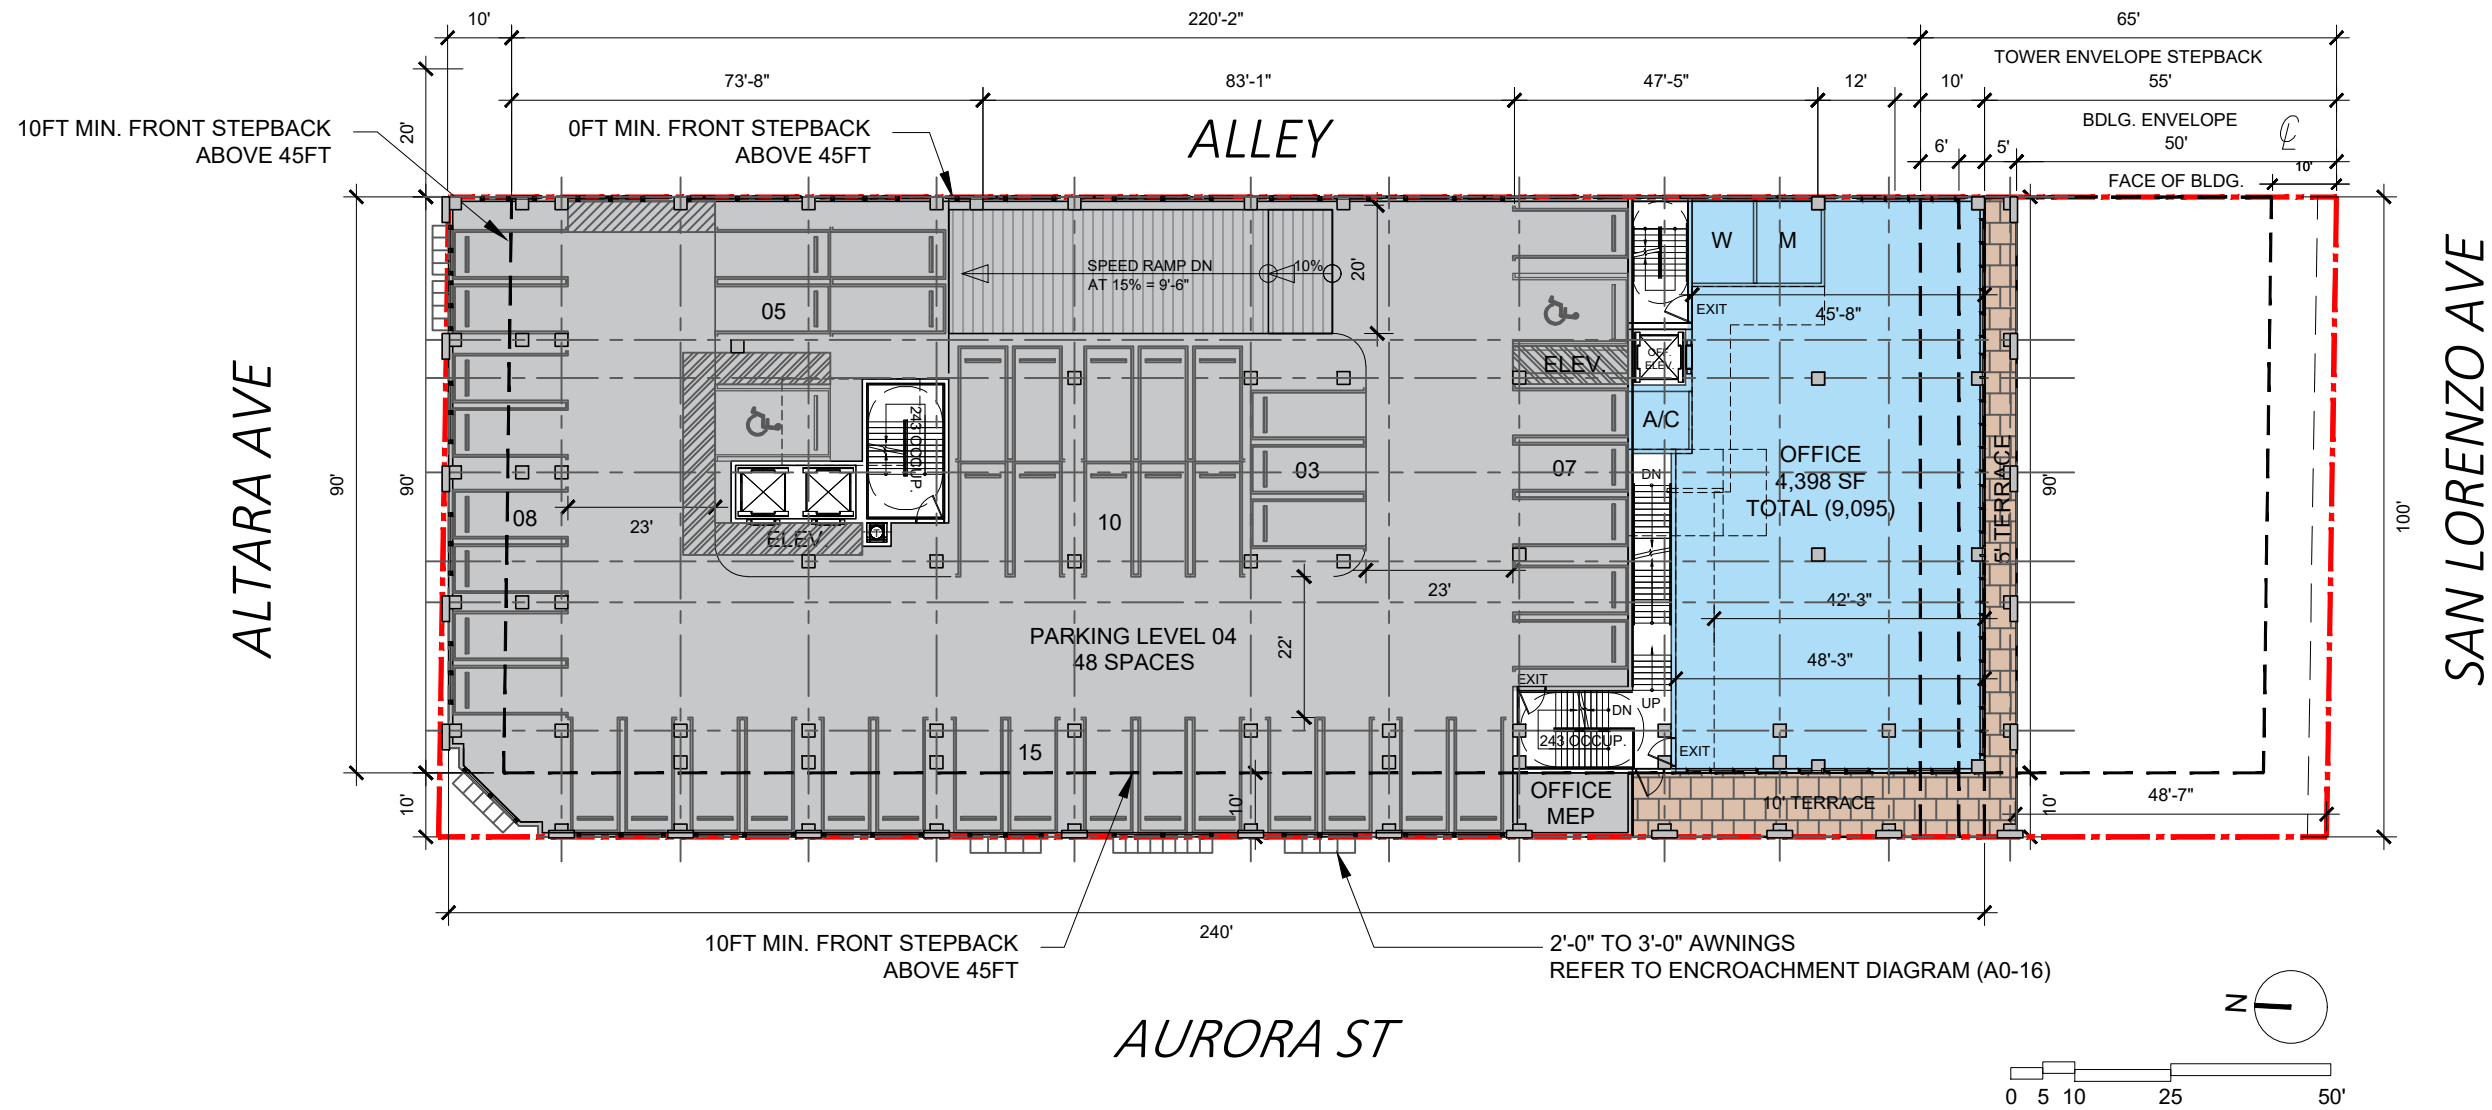 10'
220'-2"
65'
TOWER ENVELOPE STEPBACK
73'-8"
83'-1"
47'-5"
12'
10'
55'
10FT MIN. FRONT STEPBACK
ABOVE 45FT
20'
0FT MIN. FRONT STEPBACK
ABOVE 45FT
ALLEY
BDLG. ENVELOPE
6'
5'
50'
10'
FACE OF BLDG.
SPEED RAMP DN
AT 15% = 9'-6"
10%
20'
05
W
M
EXIT
45'-8"
ELEV.
OFF.
ELEV.
A/C
243 OCCUP.
OFFICE
4,398 SF
TOTAL (9,095)
5' TERRACE
90'
100'
SAN LORENZO AVE
ALTARA AVE
90'
90'
08
23'
ELEV
10
03
07
DN
23'
42'-3"
22'
PARKING LEVEL 04
48 SPACES
48'-3"
EXIT
DN
UP
243 OCCUP.
EXIT
15
10'
10'
OFFICE
MEP
10' TERRACE
10'
48'-7"
240'
10FT MIN. FRONT STEPBACK
ABOVE 45FT
2'-0" TO 3'-0" AWNINGS
REFER TO ENCROACHMENT DIAGRAM (A0-16)
AURORA ST
N
0 5 10 25 50'